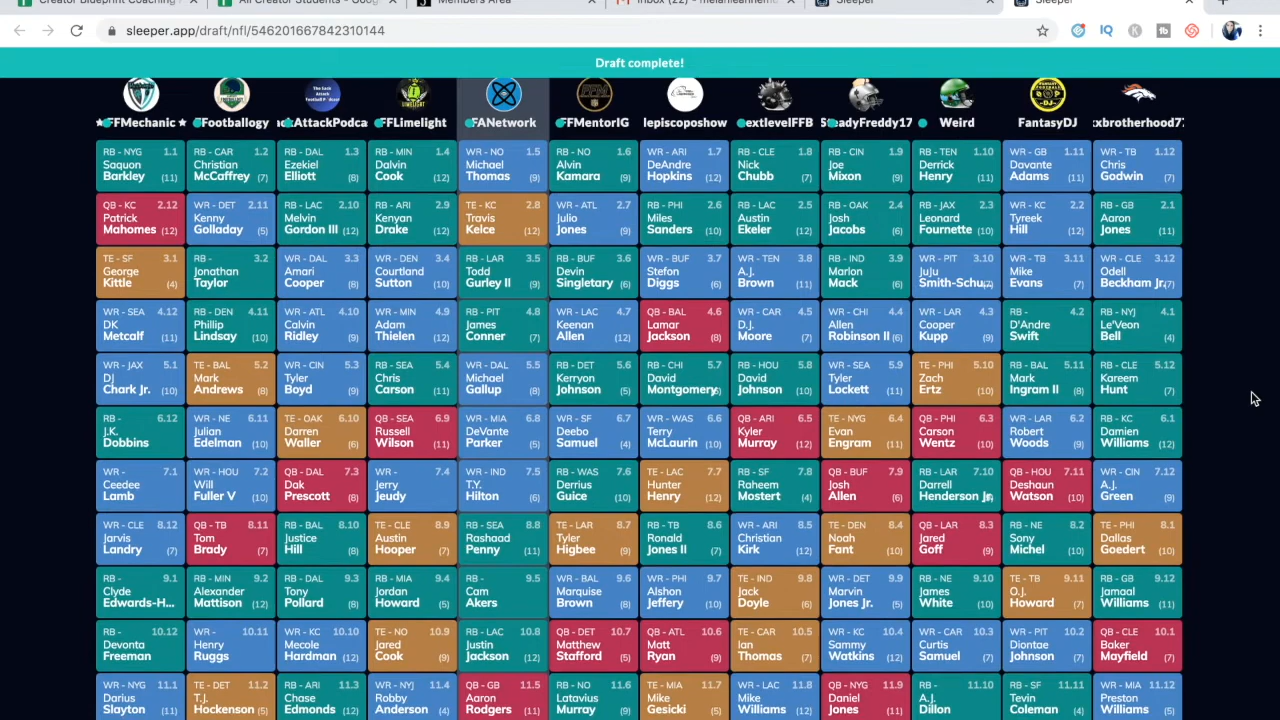 Creator Blueprint Coaching
All Creator Students - Goog
Members Area
Inbox (22) - melanieannem
Sleeper
Sleeper
sleeper.app/draft/nfl/546201667842310144
Draft complete!
FFMechanic FFootballogy AttackPodca FFLimelight FANetwork FFMentorIG lepiscoposhow extlevelFFB SteadyFreddy17 Weird FantasyDJ xbrotherhood77
RB - NYG 1.1 RB - CAR 1.2 RB - DAL 1.3 RB - MIN 1.4 WR - NO 1.5 RB - NO 1.6 WR - ARI 1.7 RB - CLE 1.8 RB - CIN 1.9 RB - TEN 1.10 WR - GB 1.11 WR - TB 1.12
Saquon Christian Ezekiel Dalvin Michael Alvin DeAndre Nick Joe Derrick Davante Chris
Barkley (11) McCaffrey (7) Elliott (8) Cook (12) Thomas (9) Kamara (9) Hopkins (12) Chubb (7) Mixon (9) Henry (11) Adams (11) Godwin (7)
QB - KC 2.12 WR - DET 2.11 RB - LAC 2.10 RB - ARI 2.9 TE - KC 2.8 WR - ATL 2.7 RB - PHI 2.6 RB - LAC 2.5 RB - OAK 2.4 RB - JAX 2.3 WR - KC 2.2 RB - GB 2.1
Patrick Kenny Melvin Kenyan Travis Julio Miles Austin Josh Leonard Tyreek Aaron
Mahomes (12) Golladay (5) Gordon III (12) Drake (12) Kelce (12) Jones (9) Sanders (10) Ekeler (12) Jacobs (6) Fournette (10) Hill (12) Jones (11)
TE - SF 3.1 RB - 3.2 WR - DAL 3.3 WR - DEN 3.4 RB - LAR 3.5 RB - BUF 3.6 WR - BUF 3.7 WR - TEN 3.8 RB - IND 3.9 WR - PIT 3.10 WR - TB 3.11 WR - CLE 3.12
George Jonathan Amari Courtland Todd Devin Stefon A.J. Marlon JuJu Mike Odell
Kittle (4) Taylor Cooper (8) Sutton (10) Gurley II (9) Singletary (6) Diggs (6) Brown (11) Mack (6) Smith-Schu Evans (7) Beckham Jr. (7)
WR - SEA 4.12 RB - DEN 4.11 WR - ATL 4.10 WR - MIN 4.9 RB - PIT 4.8 WR - LAC 4.7 QB - BAL 4.6 WR - CAR 4.5 WR - CHI 4.4 WR - LAR 4.3 RB - 4.2 RB - NYJ 4.1
DK Phillip Calvin Adam James Keenan Lamar D.J. Allen Cooper D'Andre Le'Veon
Metcalf (11) Lindsay (11) Ridley (9) Thielen (12) Conner (7) Allen (12) Jackson (8) Moore (7) Robinson II (6) Kupp (9) Swift Bell (4)
WR - JAX 5.1 TE - BAL 5.2 WR - CIN 5.3 RB - SEA 5.4 WR - DAL 5.5 RB - DET 5.6 RB - CHI 5.7 RB - HOU 5.8 WR - SEA 5.9 TE - PHI 5.10 RB - BAL 5.11 RB - CLE 5.12
DJ Mark Tyler Chris Michael Kerryon David David Tyler Zach Mark Kareem
Chark Jr. (10) Andrews (8) Boyd (9) Carson (11) Gallup (8) Johnson (5) Montgomery Johnson (10) Lockett (11) Ertz (10) Ingram II (8) Hunt (7)
RB - 6.12 WR - NE 6.11 TE - OAK 6.10 QB - SEA 6.9 WR - MIA 6.8 WR - SF 6.7 WR - WAS 6.6 QB - ARI 6.5 TE - NYG 6.4 QB - PHI 6.3 WR - LAR 6.2 RB - KC 6.1
J.K. Julian Darren Russell DeVante Deebo Terry Kyler Evan Carson Robert Damien
Dobbins Edelman (10) Waller (6) Wilson (11) Parker (5) Samuel (4) McLaurin (10) Murray (12) Engram (11) Wentz (10) Woods (9) Williams (12)
WR - 7.1 WR - HOU 7.2 QB - DAL 7.3 WR - 7.4 WR - IND 7.5 RB - WAS 7.6 TE - LAC 7.7 RB - SF 7.8 QB - BUF 7.9 RB - LAR 7.10 QB - HOU 7.11 WR - CIN 7.12
Ceedee Will Dak Jerry T.Y. Derrius Hunter Raheem Josh Darrell Deshaun A.J.
Lamb Fuller V (10) Prescott (8) Jeudy Hilton (6) Guice (10) Henry (12) Mostert (4) Allen (6) Henderson Jr. Watson (10) Green (9)
WR - CLE 8.12 QB - TB 8.11 RB - BAL 8.10 TE - CLE 8.9 RB - SEA 8.8 TE - LAR 8.7 RB - TB 8.6 WR - ARI 8.5 TE - DEN 8.4 QB - LAR 8.3 RB - NE 8.2 TE - PHI 8.1
Jarvis Tom Justice Austin Rashaad Tyler Ronald Christian Noah Jared Sony Dallas
Landry (7) Brady (7) Hill (8) Hooper (7) Penny (11) Higbee (9) Jones II (7) Kirk (12) Fant (10) Goff (9) Michel (10) Goedert (10)
RB - 9.1 RB - MIN 9.2 RB - DAL 9.3 RB - MIA 9.4 RB - 9.5 WR - BAL 9.6 WR - PHI 9.7 TE - IND 9.8 WR - DET 9.9 RB - NE 9.10 TE - TB 9.11 RB - GB 9.12
Clyde Alexander Tony Jordan Cam Marquise Alshon Jack Marvin James O.J. Jamaal
Edwards-H... Mattison (12) Pollard (8) Howard (5) Akers Brown (8) Jeffery (10) Doyle (6) Jones Jr. (5) White (10) Howard (7) Williams (11)
RB - 10.12 WR - 10.11 WR - KC 10.10 TE - NO 10.9 RB - LAC 10.8 QB - DET 10.7 QB - ATL 10.6 TE - CAR 10.5 WR - KC 10.4 WR - CAR 10.3 WR - PIT 10.2 QB - CLE 10.1
Devonta Henry Mecole Jared Justin Matthew Matt Ian Sammy Curtis Diontae Baker
Freeman Ruggs Hardman (12) Cook (9) Jackson (12) Stafford (5) Ryan (9) Thomas (7) Watkins (12) Samuel (7) Johnson (7) Mayfield (7)
WR - NYG 11.1 TE - DET 11.2 RB - ARI 11.3 WR - NYJ 11.4 QB - GB 11.5 RB - NO 11.6 TE - MIA 11.7 WR - LAC 11.8 QB - NYG 11.9 RB - 11.10 RB - SF 11.11 WR - MIA 11.12
Darius T.J. Chase Robby Aaron Latavius Mike Mike Daniel A.J. Tevin Preston
Slayton (11) Hockenson (5) Edmonds (12) Anderson (4) Rodgers (11) Murray (9) Gesicki (5) Williams (12) Jones (11) Dillon Coleman (4) Williams (5)